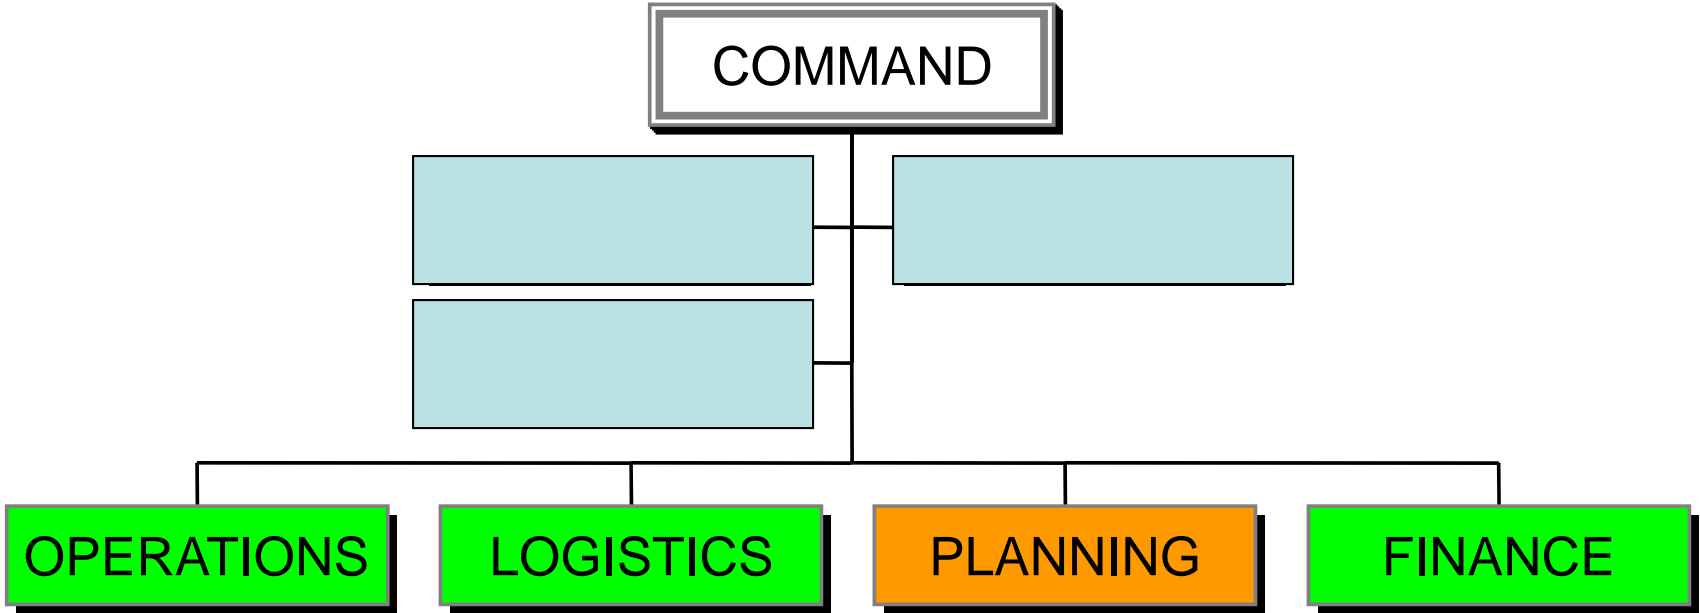 COMMAND
OPERATIONS
LOGISTICS
PLANNING
FINANCE